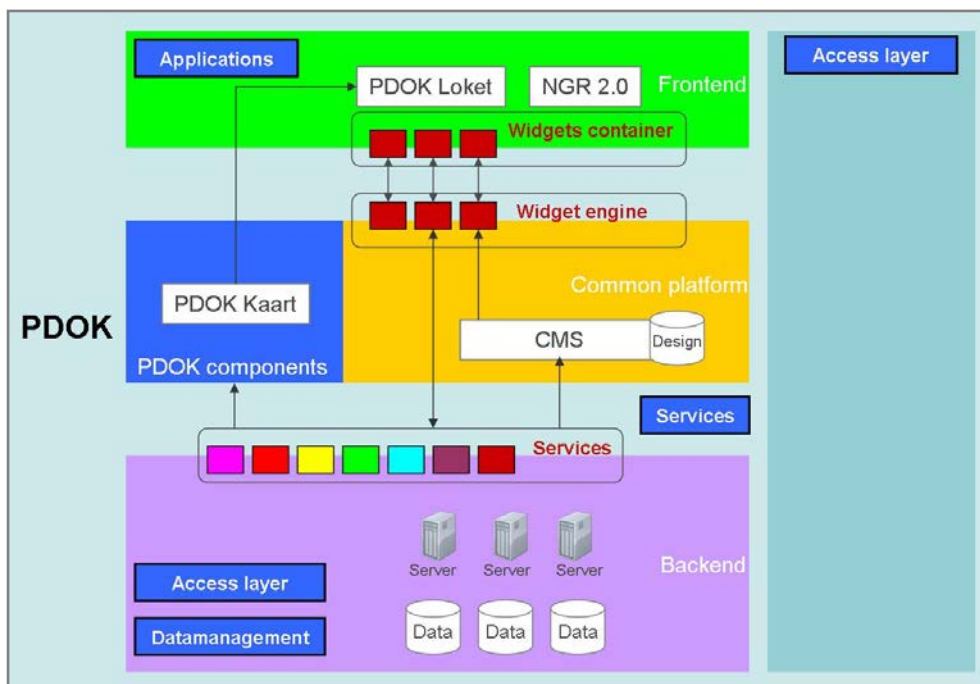 Applications
Access layer
PDOK Loket
NGR 2.0
Frontend
Widgets container
Widget engine
Common platform
PDOK Kaart
PDOK
CMS
Design
PDOK components
Services
Services
Server
Server
Server
Backend
Access layer
Datamanagement
Data
Data
Data